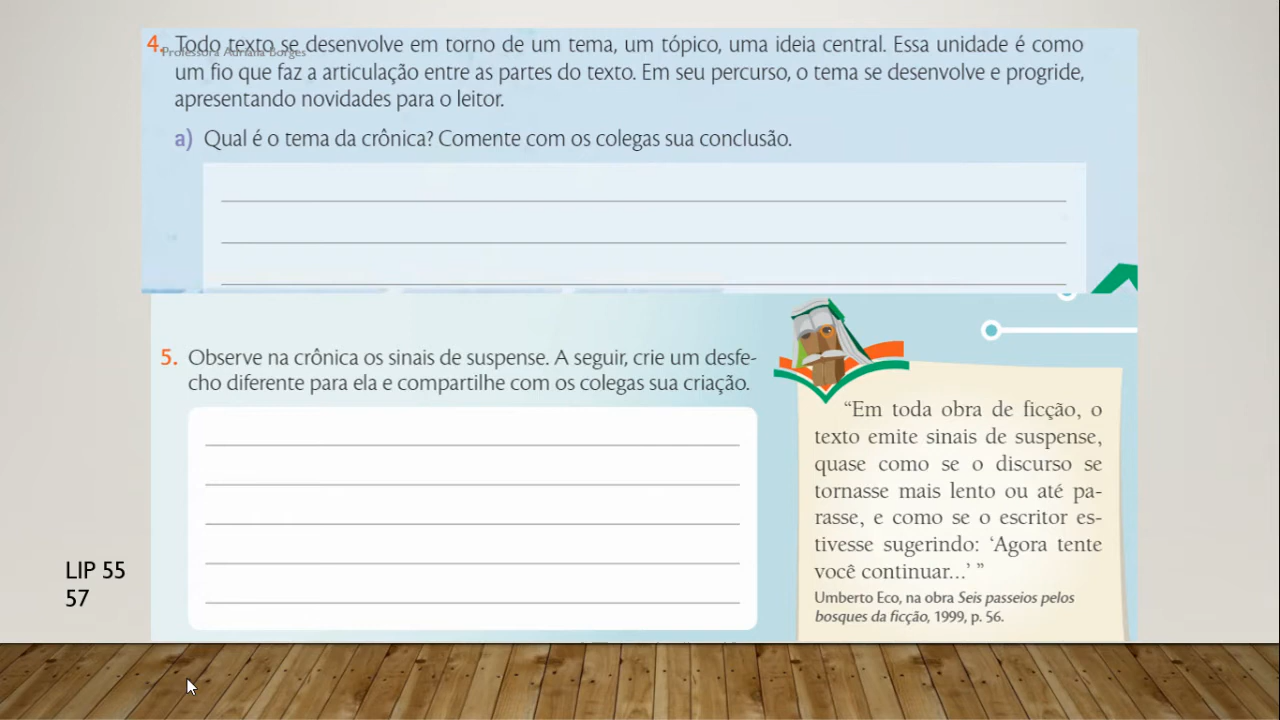 Professora Adriana Borges
4. Todo texto se desenvolve em torno de um tema, um tópico, uma ideia central. Essa unidade é como
um fio que faz a articulação entre as partes do texto. Em seu percurso, o tema se desenvolve e progride,
apresentando novidades para o leitor.
a) Qual é o tema da crônica? Comente com os colegas sua conclusão.
5. Observe na crônica os sinais de suspense. A seguir, crie um desfe-
cho diferente para ela e compartilhe com os colegas sua criação.
“Em toda obra de ficção, o
texto emite sinais de suspense,
quase como se o discurso se
tornasse mais lento ou até pa-
rasse, e como se o escritor es-
tivesse sugerindo: ‘Agora tente
você continuar...’ ”
Umberto Eco, na obra Seis passeios pelos
bosques da ficção, 1999, p. 56.
LIP 55
57